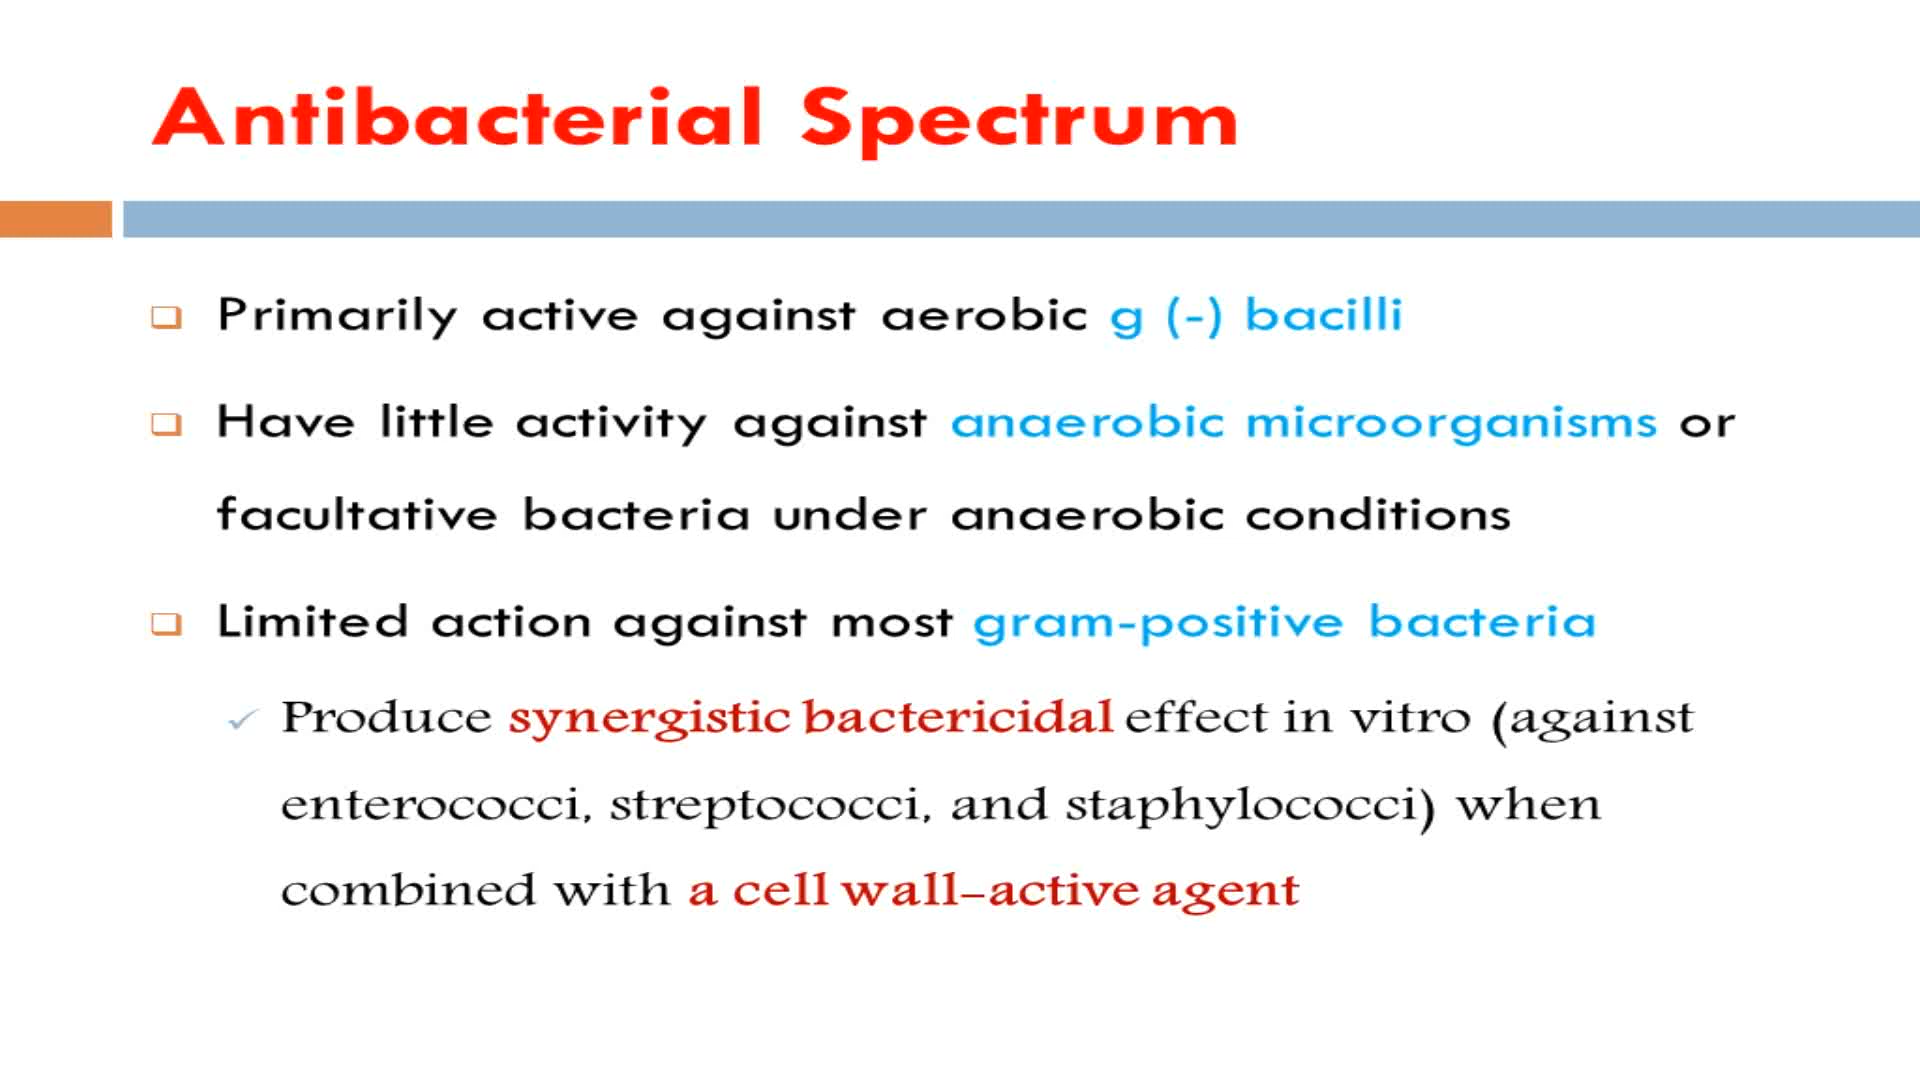 Antibacterial Spectrum
Primarily active against aerobic g (-) bacilli
Have little activity against anaerobic microorganisms or
facultative bacteria under anaerobic conditions
Limited action against most gram-positive bacteria
Produce synergistic bactericidal effect in vitro (against
enterococci, streptococci, and staphylococci) when
combined with a cell wall–active agent